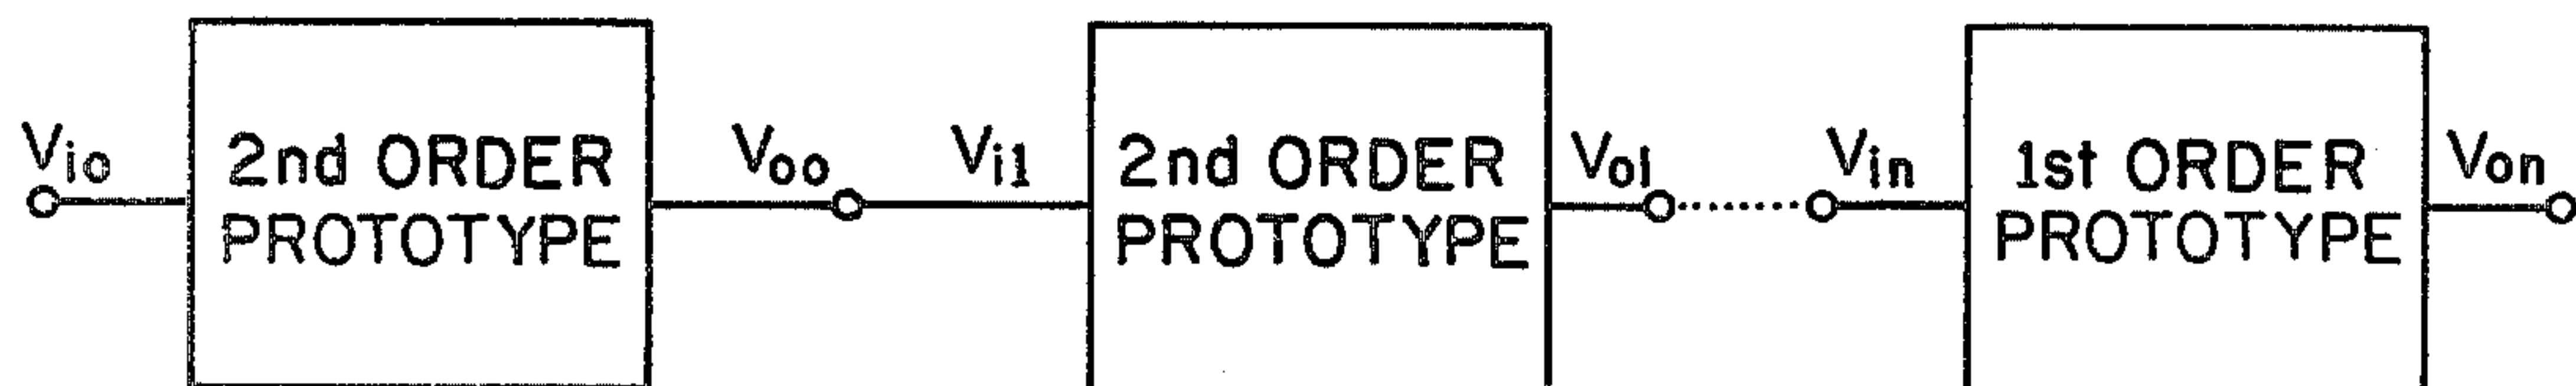 Vio
2nd ORDER
PROTOTYPE
Voo
Vi1
2nd ORDER
PROTOTYPE
Vo1
Vin
1st ORDER
PROTOTYPE
Von